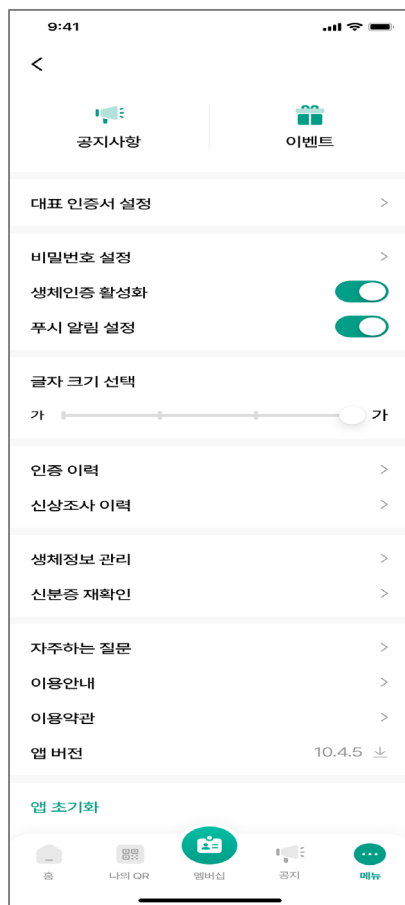 9:41
공지사항
이벤트
대표 인증서 설정
비밀번호 설정
생체인증 활성화
푸시 알림 설정
글자 크기 선택
가 가
인증 이력
신상조사 이력
생체정보 관리
신분증 재확인
자주하는 질문
이용안내
이용약관
앱 버전 10.4.5
앱 초기화
홈 나의 QR 멤버십 공지 메뉴